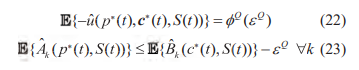 𝔼{-û(p*(t),c*(t),S(t))}=ϕ^Q(ε^Q) (22)
𝔼{Â_k(p*(t),S(t))}≤𝔼{B̂_k(c*(t),S(t))}−ε^Q ∀k (23)